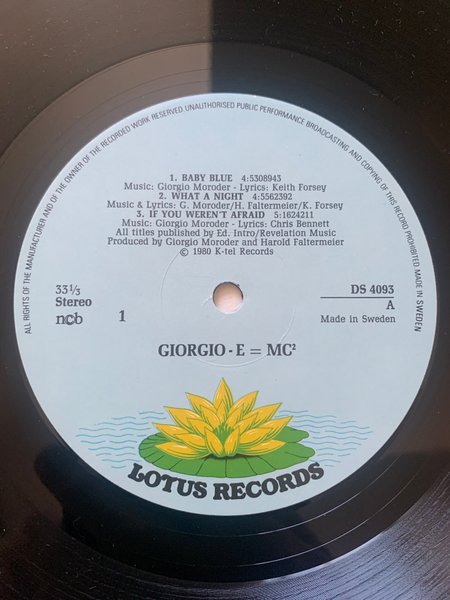 ALL RIGHTS OF THE MANUFACTURER AND OF THE OWNER OF THE RECORDED WORK RESERVED. UNAUTHORISED PUBLIC PERFORMANCE BROADCASTING AND COPYING OF THIS RECORD PROHIBITED MADE IN SWEDEN
1. BABY BLUE 4:5308943
Music: Giorgio Moroder - Lyrics: Keith Forsey
2. WHAT A NIGHT 4:5562392
Music & Lyrics: G. Moroder/H. Faltermeier/K. Forsey
3. IF YOU WEREN'T AFRAID 5:1624211
Music: Giorgio Moroder - Lyrics: Chris Bennett
All titles published by Ed. Intro/Revelation Music
Produced by Giorgio Moroder and Harold Faltermeier
© 1980 K-tel Records
33⅓ DS 4093
Stereo A
ncb 1 Made in Sweden
GIORGIO - E = MC²
LOTUS RECORDS